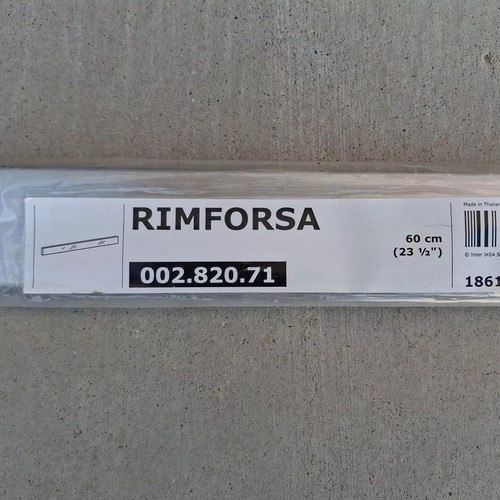 RIMFORSA
60 cm
(23 ½")
002.820.71
Made in Thailand
© Inter IKEA S
1861